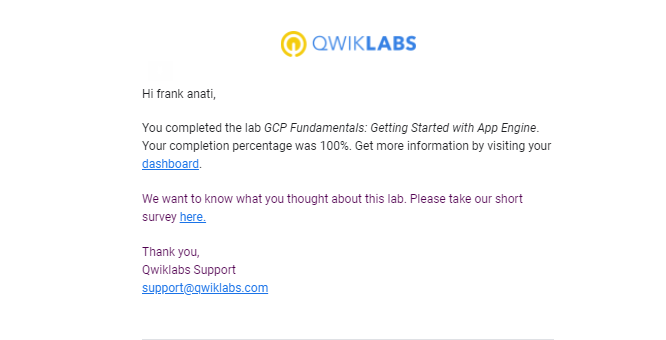 QWIKLABS
Hi frank anati,
You completed the lab GCP Fundamentals: Getting Started with App Engine.
Your completion percentage was 100%. Get more information by visiting your
dashboard.
We want to know what you thought about this lab. Please take our short
survey here.
Thank you,
Qwiklabs Support
support@qwiklabs.com